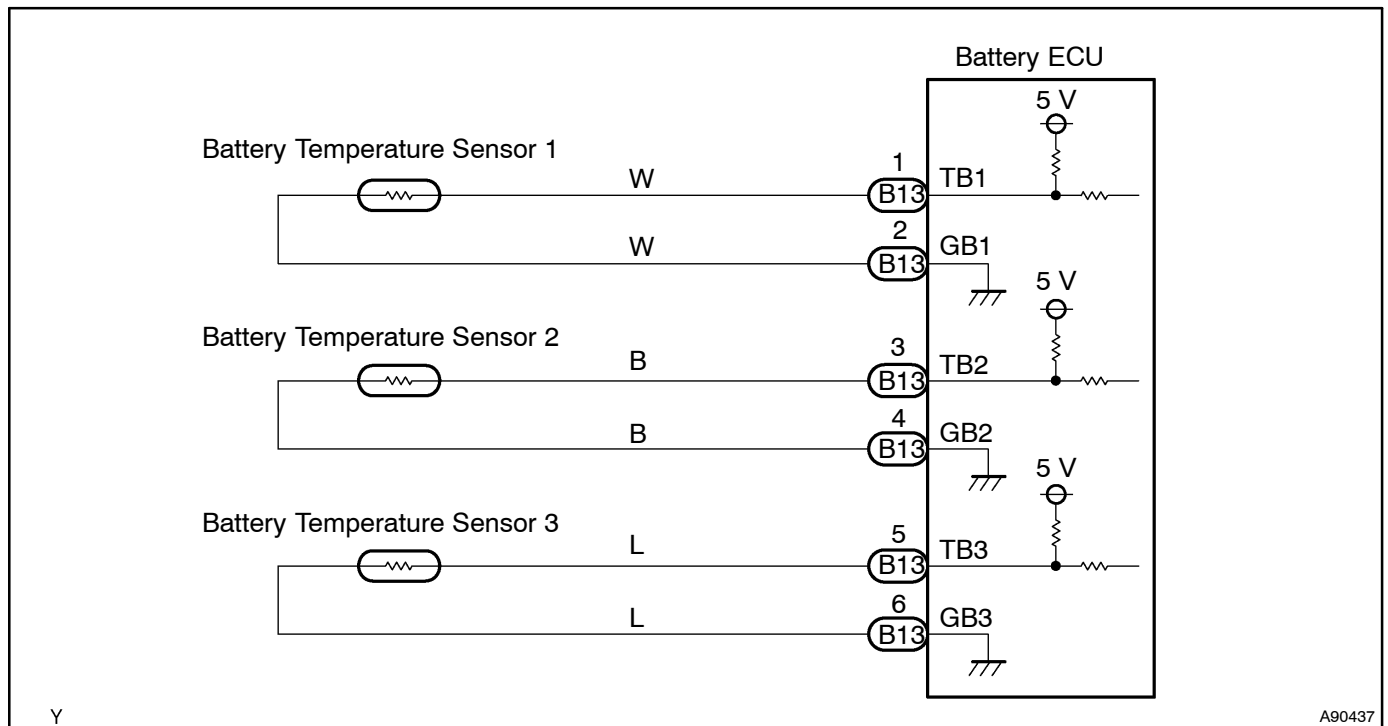 Battery ECU
5 V
Battery Temperature Sensor 1
W
1
B13
TB1
W
2
B13
GB1
5 V
Battery Temperature Sensor 2
B
3
B13
TB2
B
4
B13
GB2
5 V
Battery Temperature Sensor 3
L
5
B13
TB3
L
6
B13
GB3
Y
A90437